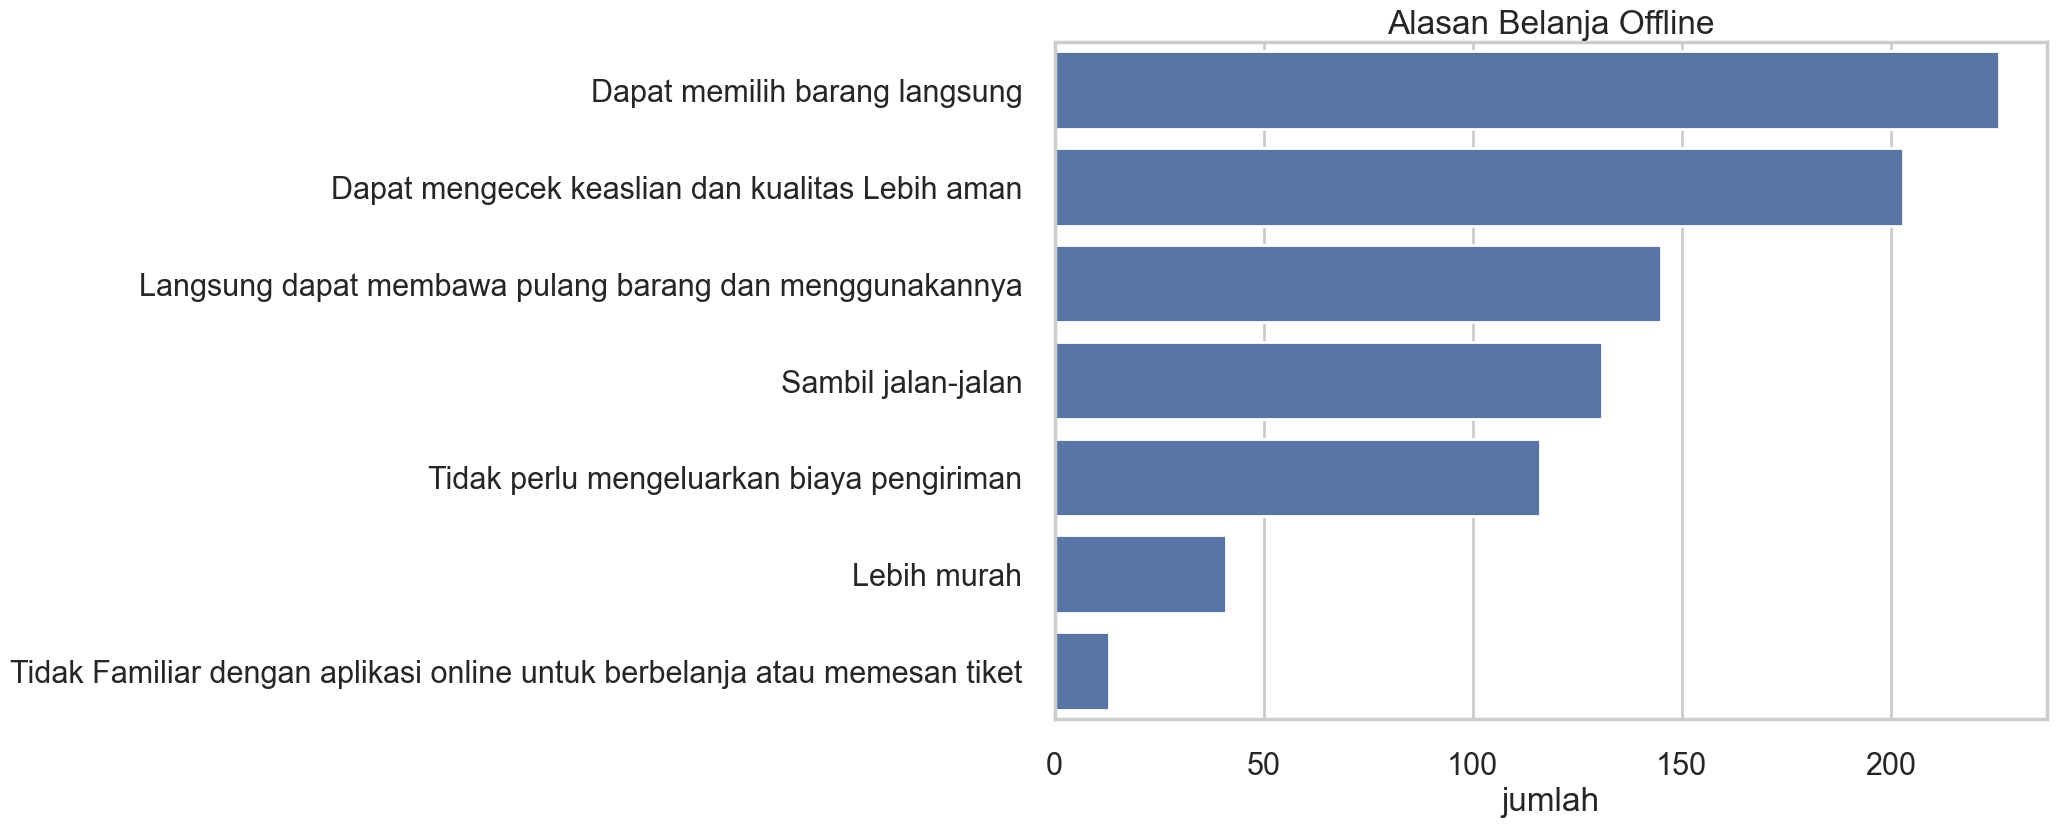 Alasan Belanja Offline
Dapat memilih barang langsung
Dapat mengecek keaslian dan kualitas Lebih aman
Langsung dapat membawa pulang barang dan menggunakannya
Sambil jalan-jalan
Tidak perlu mengeluarkan biaya pengiriman
Lebih murah
Tidak Familiar dengan aplikasi online untuk berbelanja atau memesan tiket
0 50 100 150 200
jumlah